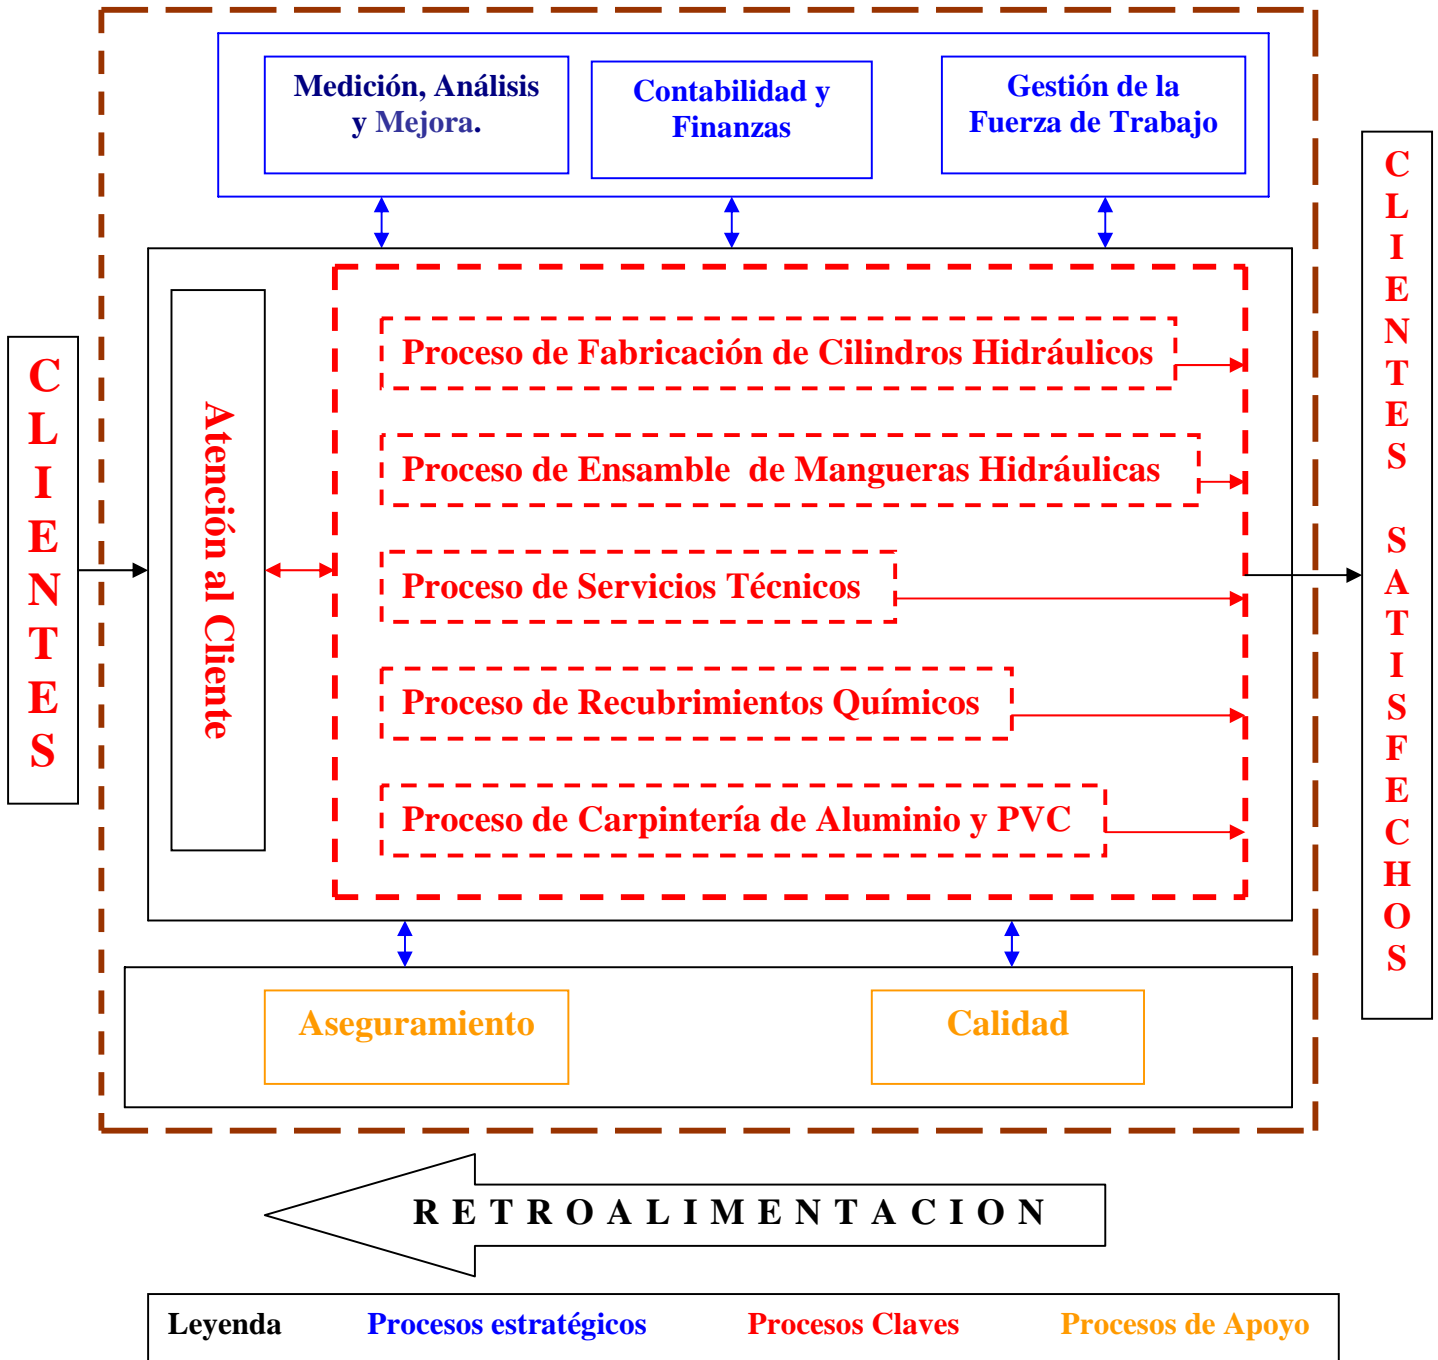 Medición, Análisis
y Mejora.
Contabilidad y
Finanzas
Gestión de la
Fuerza de Trabajo
CLIENTES
Atención al Cliente
Proceso de Fabricación de Cilindros Hidráulicos
Proceso de Ensamble  de Mangueras Hidráulicas
Proceso de Servicios Técnicos
Proceso de Recubrimientos Químicos
Proceso de Carpintería de Aluminio y PVC
CLIENTES SATISFECHOS
Aseguramiento
Calidad
R E T R O A L I M E N T A C I O N
Leyenda Procesos estratégicos Procesos Claves Procesos de Apoyo